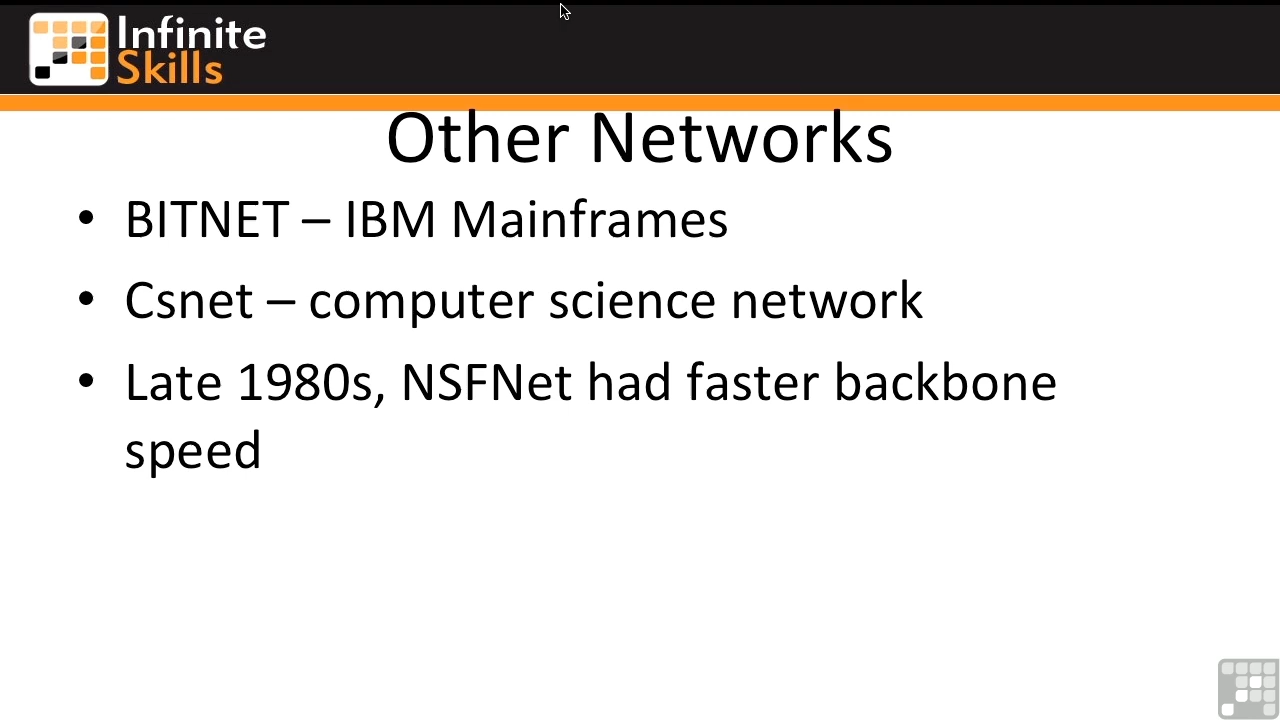 Infinite
Skills
Other Networks
• BITNET – IBM Mainframes
• Csnet – computer science network
• Late 1980s, NSFNet had faster backbone
speed